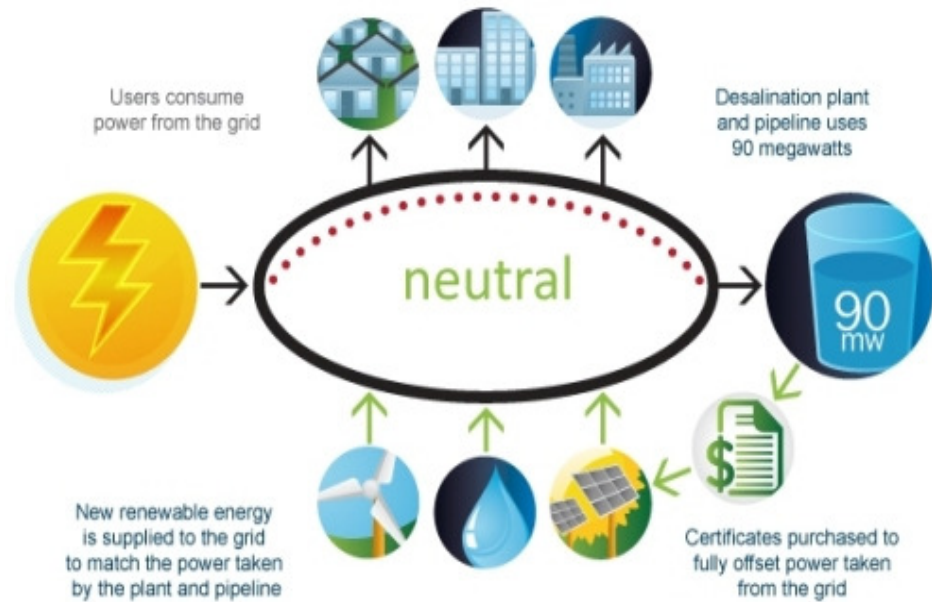 Users consume
power from the grid
Desalination plant
and pipeline uses
90 megawatts
neutral
90
mw
$
New renewable energy
is supplied to the grid
to match the power taken
by the plant and pipeline
Certificates purchased to
fully offset power taken
from the grid